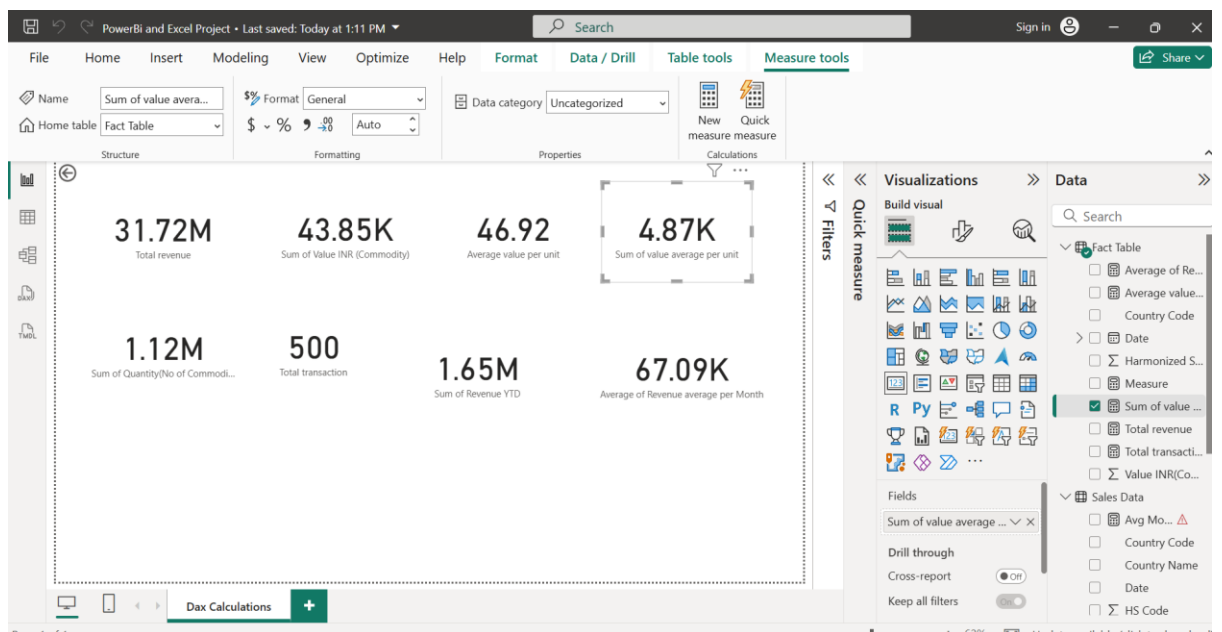 PowerBi and Excel Project • Last saved: Today at 1:11 PM
Search
Sign in
File Home Insert Modeling View Optimize Help Format Data / Drill Table tools Measure tools
Share
Name Sum of value avera...
Home table Fact Table
Structure
$% Format General
$ % 9 .00 →.0 Auto
Formatting
Data category Uncategorized
Properties
New measure
Quick measure
Calculations
31.72M
Total revenue
43.85K
Sum of Value INR (Commodity)
46.92
Average value per unit
4.87K
Sum of value average per unit
1.12M
Sum of Quantity(No of Commodi...
500
Total transaction
1.65M
Sum of Revenue YTD
67.09K
Average of Revenue average per Month
DAX
TMDL
Filters
Quick measure
Visualizations
Build visual
123
R Py
Fields
Sum of value average ...
Drill through
Cross-report Off
Keep all filters On
Data
Search
Fact Table
Average of Re...
Average value...
Country Code
Date
Harmonized S...
Measure
Sum of value ...
Total revenue
Total transacti...
Value INR(Co...
Sales Data
Avg Mo...
Country Code
Country Name
Date
HS Code
Dax Calculations